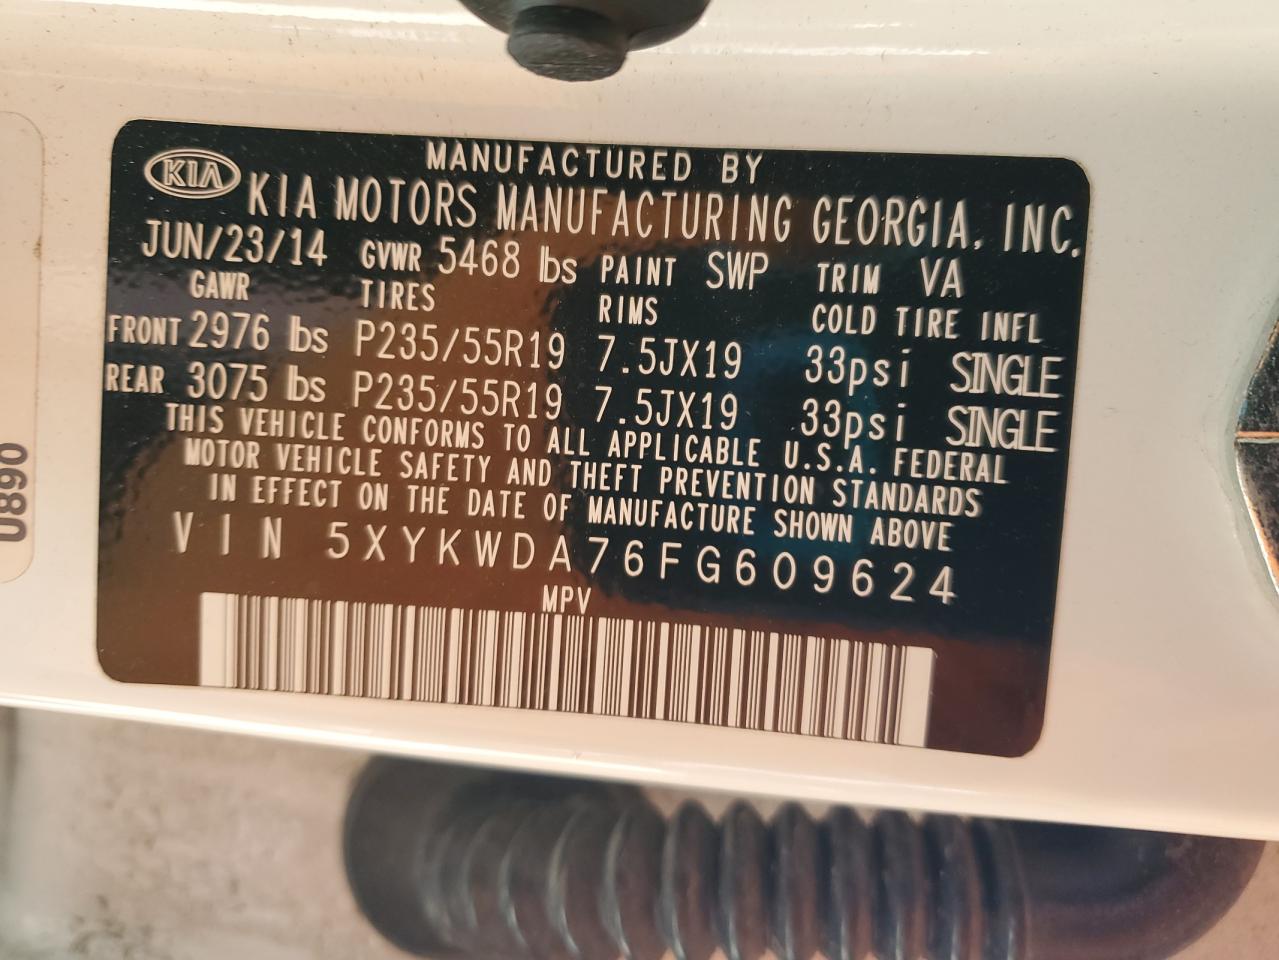 MANUFACTURED BY
KIA KIA MOTORS MANUFACTURING GEORGIA, INC.
JUN/23/14 GVWR 5468 lbs PAINT SWP TRIM VA
GAWR TIRES RIMS COLD TIRE INFL
FRONT 2976 lbs P235/55R19 7.5JX19 33psi SINGLE
REAR 3075 lbs P235/55R19 7.5JX19 33psi SINGLE
THIS VEHICLE CONFORMS TO ALL APPLICABLE U.S.A. FEDERAL
MOTOR VEHICLE SAFETY AND THEFT PREVENTION STANDARDS
IN EFFECT ON THE DATE OF MANUFACTURE SHOWN ABOVE
VIN 5XYKWDA76FG609624
MPV
U890